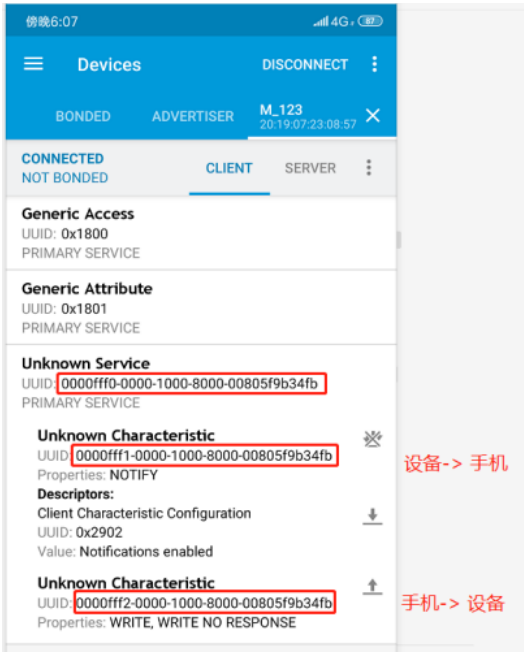 傍晚6:07
4G 87
Devices
DISCONNECT
BONDED
ADVERTISER
M_123
20:19:07:23:08:57
CONNECTED
NOT BONDED
CLIENT
SERVER
Generic Access
UUID: 0x1800
PRIMARY SERVICE
Generic Attribute
UUID: 0x1801
PRIMARY SERVICE
Unknown Service
UUID: 0000fff0-0000-1000-8000-00805f9b34fb
PRIMARY SERVICE
Unknown Characteristic
UUID: 0000fff1-0000-1000-8000-00805f9b34fb
设备-> 手机
Properties: NOTIFY
Descriptors:
Client Characteristic Configuration
UUID: 0x2902
Value: Notifications enabled
Unknown Characteristic
UUID: 0000fff2-0000-1000-8000-00805f9b34fb
手机-> 设备
Properties: WRITE, WRITE NO RESPONSE